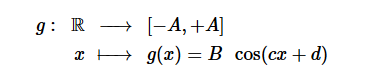 g : ℝ ⟶ [−A, +A]
x ⟼ g(x) = B cos(cx + d)